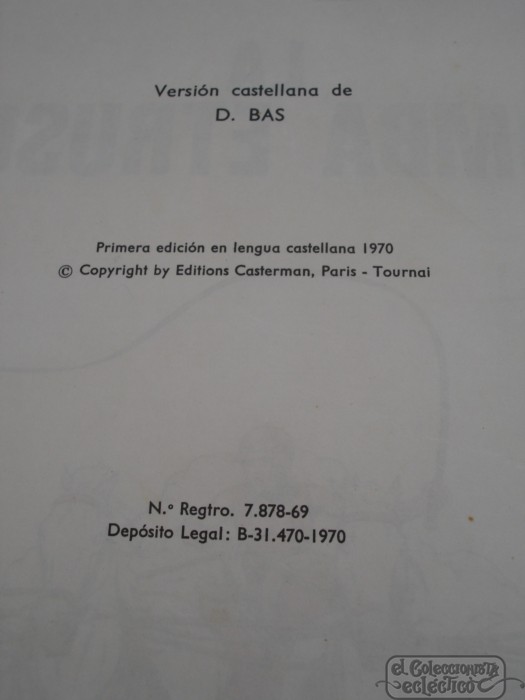 Versión castellana de
D. BAS
Primera edición en lengua castellana 1970
© Copyright by Editions Casterman, Paris - Tournai
N.º Regtro. 7.878-69
Depósito Legal: B-31.470-1970
el Coleccionista
ecléctico